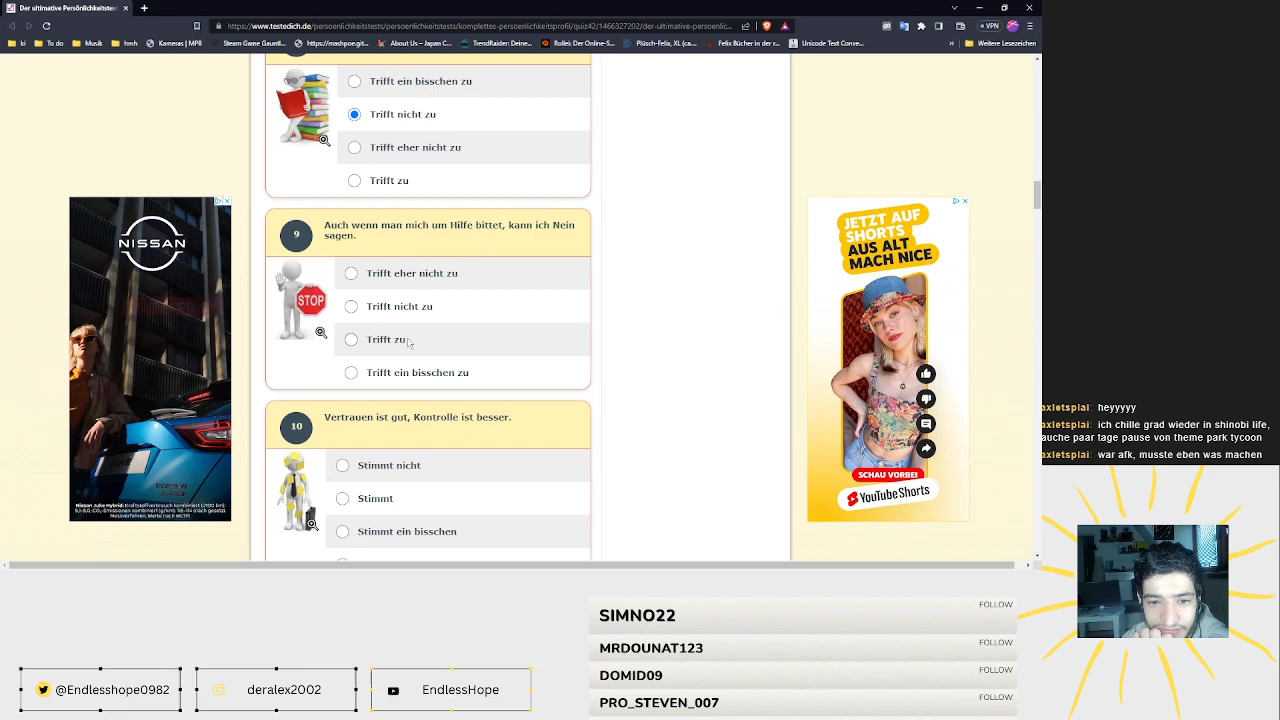 Der ultimative Persönlichkeitstes
https://www.testedich.de/persoenlichkeitstests/persoenlichkeitstests/komplettes-persoenlichkeitsprofil/quiz42/1466327202/der-ultimative-persoenlic...
VPN
ki
To do
Musik
hmh
Kameras | MPB
Steam Game Gauntl...
https://mashpoe.git...
About Us – Japan C...
TrendRaider: Deine...
Rollei: Der Online-S...
Plüsch-Felix, XL (ca...
Felix Bücher in der r...
Unicode Text Conve...
Weitere Lesezeichen
Trifft ein bisschen zu
Trifft nicht zu
Trifft eher nicht zu
Trifft zu
9
Auch wenn man mich um Hilfe bittet, kann ich Nein
sagen.
STOP
Trifft eher nicht zu
Trifft nicht zu
Trifft zu
Trifft ein bisschen zu
10
Vertrauen ist gut, Kontrolle ist besser.
Stimmt nicht
Stimmt
Stimmt ein bisschen
NISSAN
JETZT AUF
SHORTS
AUS ALT
MACH NICE
SCHAU VORBEI
YouTube Shorts
axletsplai: heyyyyy
axletsplai: ich chille grad wieder in shinobi life,
auche paar tage pause von theme park tycoon
axletsplai: war afk, musste eben was machen
SIMNO22
FOLLOW
MRDOUNAT123
FOLLOW
DOMID09
FOLLOW
PRO_STEVEN_007
FOLLOW
@Endlesshope0982
deralex2002
EndlessHope